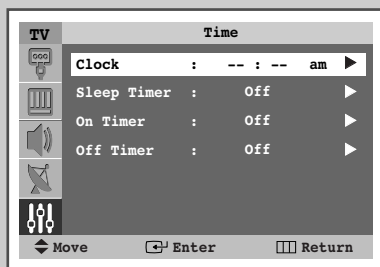 TV Time
Clock : -- : -- am
Sleep Timer : Off
On Timer : Off
Off Timer : Off
Move Enter Return